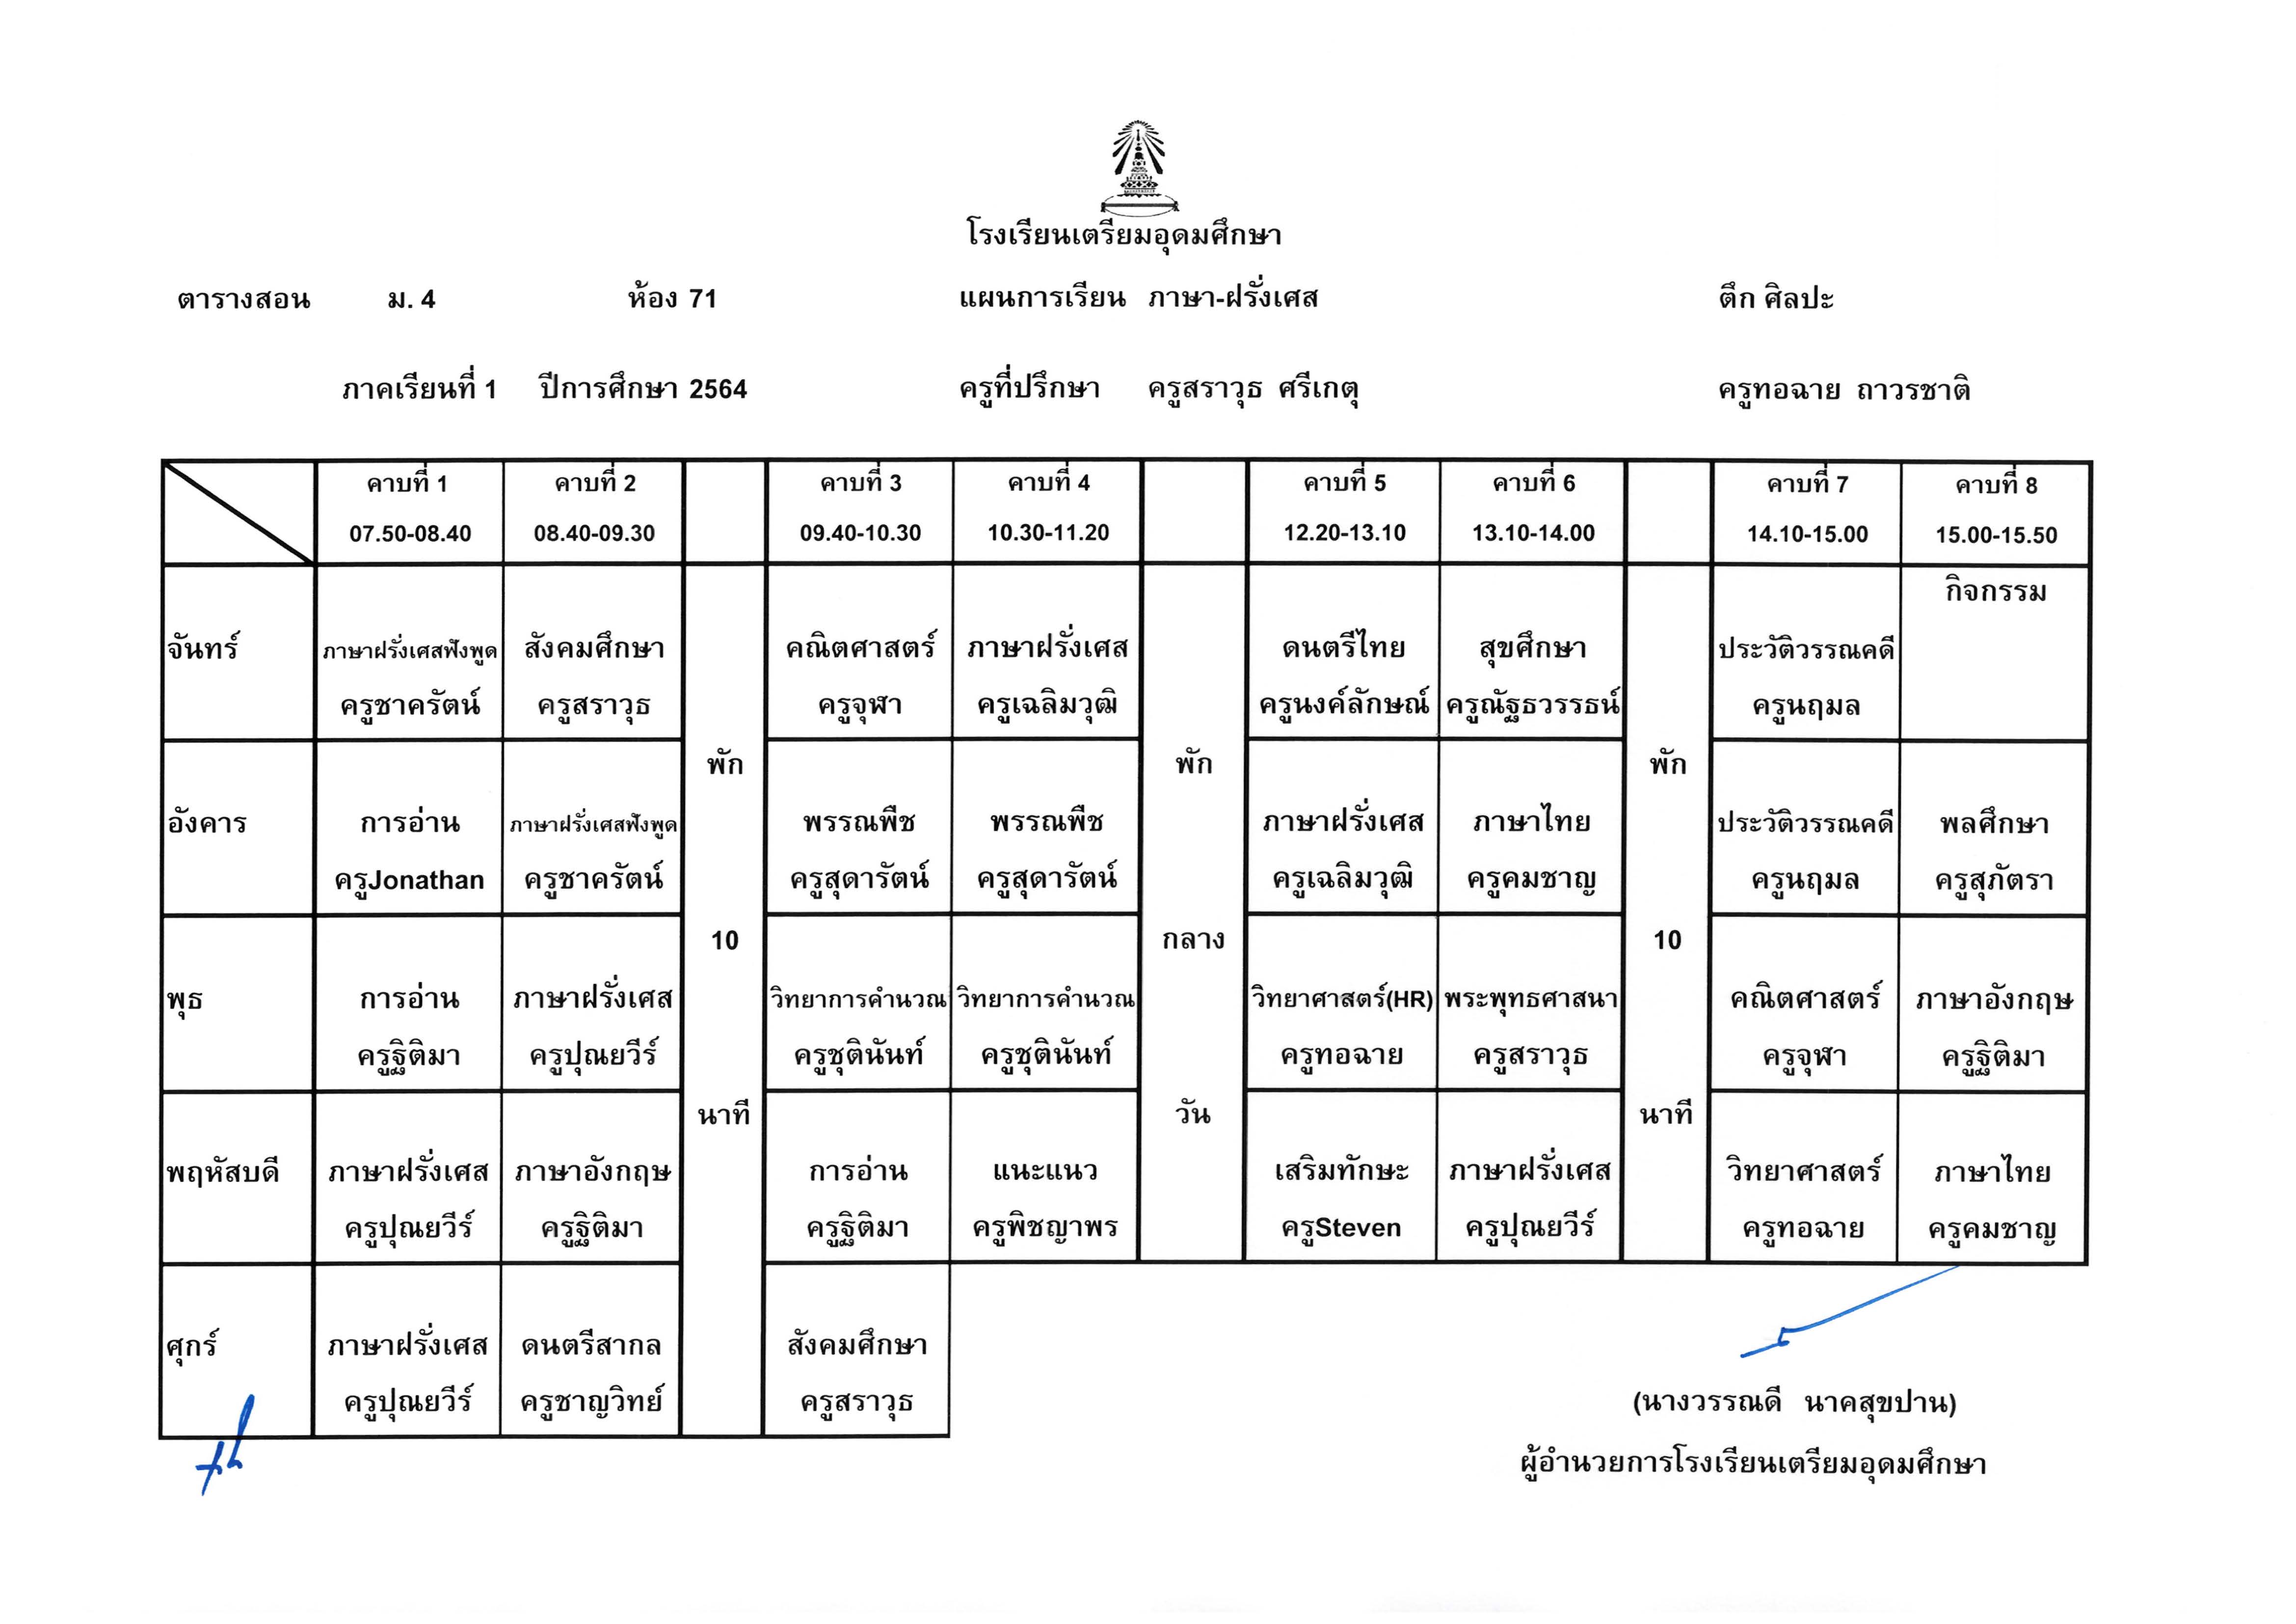 โรงเรียนเตรียมอุดมศึกษา
ตารางสอน ม. 4 ห้อง 71 แผนการเรียน ภาษา-ฝรั่งเศส ตึก ศิลปะ
ภาคเรียนที่ 1 ปีการศึกษา 2564 ครูที่ปรึกษา ครูสราวุธ ศรีเกตุ ครูทอฉาย ถาวรชาติ
คาบที่ 1 คาบที่ 2 คาบที่ 3 คาบที่ 4 คาบที่ 5 คาบที่ 6 คาบที่ 7 คาบที่ 8
07.50-08.40 08.40-09.30 09.40-10.30 10.30-11.20 12.20-13.10 13.10-14.00 14.10-15.00 15.00-15.50
จันทร์ ภาษาฝรั่งเศสฟังพูด สังคมศึกษา คณิตศาสตร์ ภาษาฝรั่งเศส ดนตรีไทย สุขศึกษา ประวัติวรรณคดี กิจกรรม
ครูชาครัตน์ ครูสราวุธ ครูจุฬา ครูเฉลิมวุฒิ ครูนงค์ลักษณ์ ครูณัฐธวรรธน์ ครูนฤมล
พัก พัก พัก
อังคาร การอ่าน ภาษาฝรั่งเศสฟังพูด พรรณพืช พรรณพืช ภาษาฝรั่งเศส ภาษาไทย ประวัติวรรณคดี พลศึกษา
ครูJonathan ครูชาครัตน์ ครูสุดารัตน์ ครูสุดารัตน์ ครูเฉลิมวุฒิ ครูคมชาญ ครูนฤมล ครูสุภัตรา
10 กลาง 10
พุธ การอ่าน ภาษาฝรั่งเศส วิทยาการคำนวณ วิทยาการคำนวณ วิทยาศาสตร์(HR) พระพุทธศาสนา คณิตศาสตร์ ภาษาอังกฤษ
ครูฐิติมา ครูปุณยวีร์ ครูชุตินันท์ ครูชุตินันท์ ครูทอฉาย ครูสราวุธ ครูจุฬา ครูฐิติมา
นาที วัน นาที
พฤหัสบดี ภาษาฝรั่งเศส ภาษาอังกฤษ การอ่าน แนะแนว เสริมทักษะ ภาษาฝรั่งเศส วิทยาศาสตร์ ภาษาไทย
ครูปุณยวีร์ ครูฐิติมา ครูฐิติมา ครูพิชญาพร ครูSteven ครูปุณยวีร์ ครูทอฉาย ครูคมชาญ
ศุกร์ ภาษาฝรั่งเศส ดนตรีสากล สังคมศึกษา
ครูปุณยวีร์ ครูชาญวิทย์ ครูสราวุธ
(นางวรรณดี นาคสุขปาน)
ผู้อำนวยการโรงเรียนเตรียมอุดมศึกษา